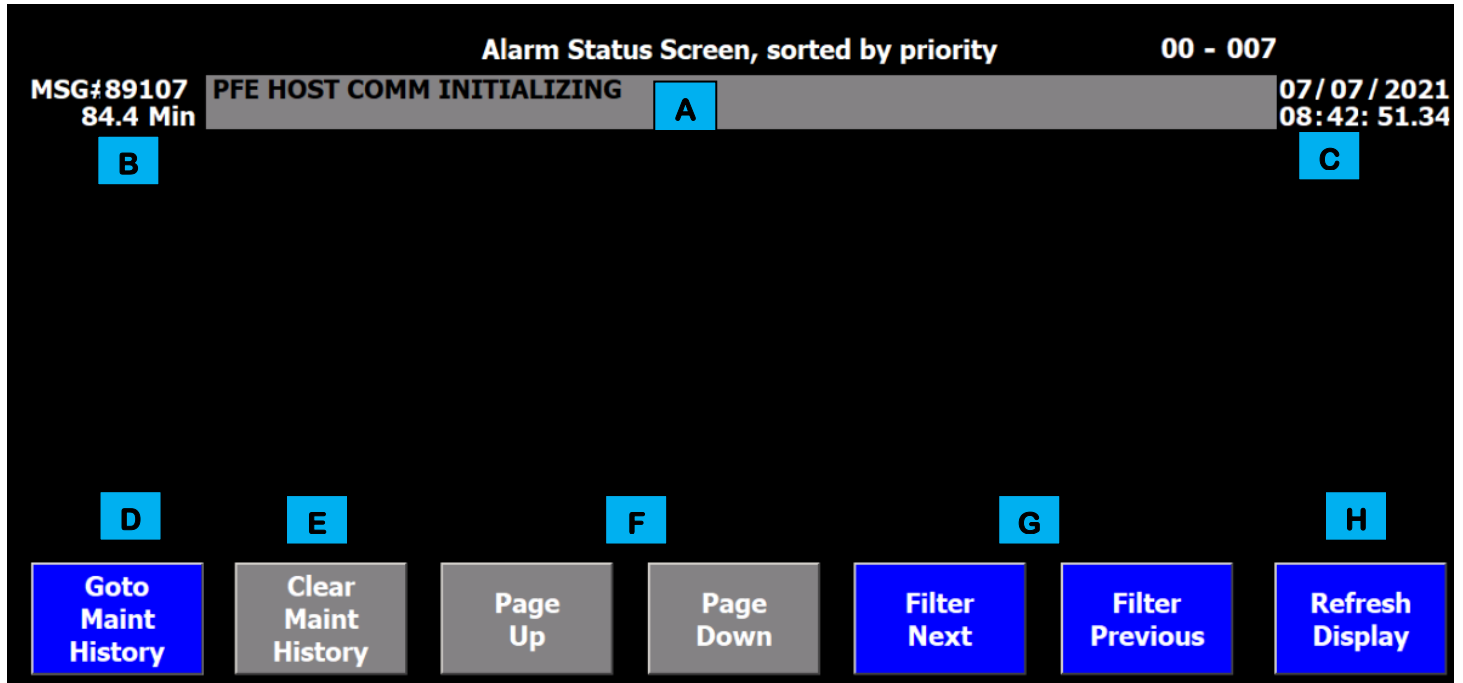 Alarm Status Screen, sorted by priority 00 - 007
MSG#89107 PFE HOST COMM INITIALIZING 07/07/2021
84.4 Min 08:42: 51.34
A
B C
D E F G H
Goto Maint History
Clear Maint History
Page Up
Page Down
Filter Next
Filter Previous
Refresh Display